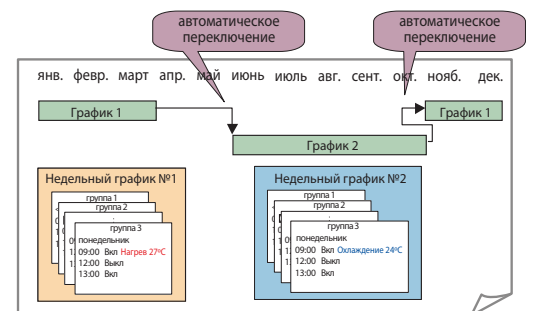 автоматическое
переключение
автоматическое
переключение
янв. февр. март апр. май июнь июль авг. сент. окт. нояб. дек.
График 1
График 1
График 2
Недельный график №1
группа 1
группа 2
группа 3
понедельник
09:00 Вкл Нагрев 27ºC
12:00 Выкл
13:00 Вкл
Недельный график №2
группа 1
группа 2
группа 3
понедельник
09:00 Вкл Охлаждение 24ºC
12:00 Выкл
13:00 Вкл